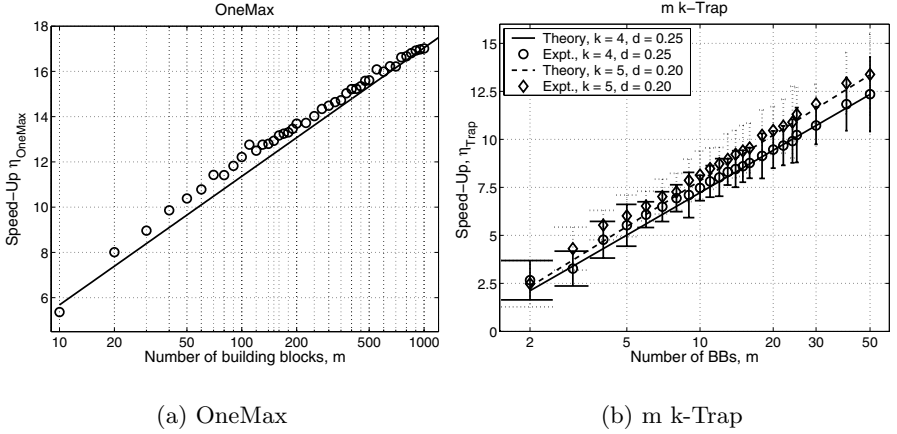 OneMax
18
16
14
12
10
8
6
Speed−Up η_OneMax
10
20
50
100
200
500
1000
Number of building blocks, m
(a) OneMax
m k−Trap
Theory, k = 4, d = 0.25
Expt., k = 4, d = 0.25
Theory, k = 5, d = 0.20
Expt., k = 5, d = 0.20
15
12.5
10
7.5
5
2.5
0
Speed−Up, η_Trap
2
5
10
20
30
50
Number of BBs, m
(b) m k-Trap